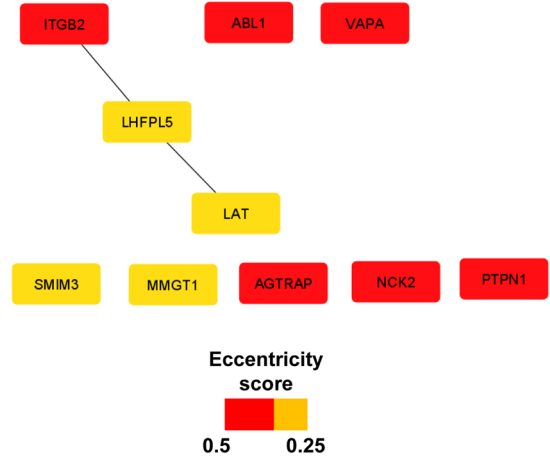 ITGB2 ABL1 VAPA
LHFPL5
LAT
SMIM3 MMGT1 AGTRAP NCK2 PTPN1
Eccentricity
score
0.5 0.25